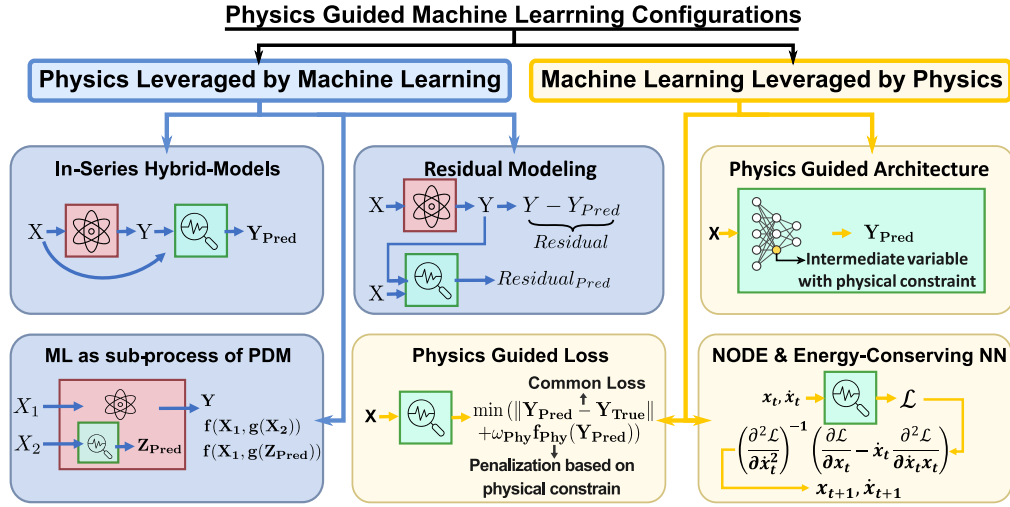 Physics Guided Machine Learrning Configurations
Physics Leveraged by Machine Learning
Machine Learning Leveraged by Physics
In-Series Hybrid-Models
X
Y
Y_Pred
Residual Modeling
X
Y
Y − Y_Pred
Residual
X
Residual_Pred
Physics Guided Architecture
X
Y_Pred
Intermediate variable
with physical constraint
ML as sub-process of PDM
X_1
X_2
Z_Pred
Y
f(X_1, g(X_2))
f(X_1, g(Z_Pred))
Physics Guided Loss
Common Loss
X
min (‖Y_Pred − Y_True‖
+ω_Phy f_Phy(Y_Pred))
Penalization based on
physical constrain
NODE & Energy-Conserving NN
x_t, ẋ_t
ℒ
(∂²ℒ/∂ẋ_t²)^−1 (∂ℒ/∂x_t − ẋ_t ∂²ℒ/∂ẋ_t x_t)
x_{t+1}, ẋ_{t+1}